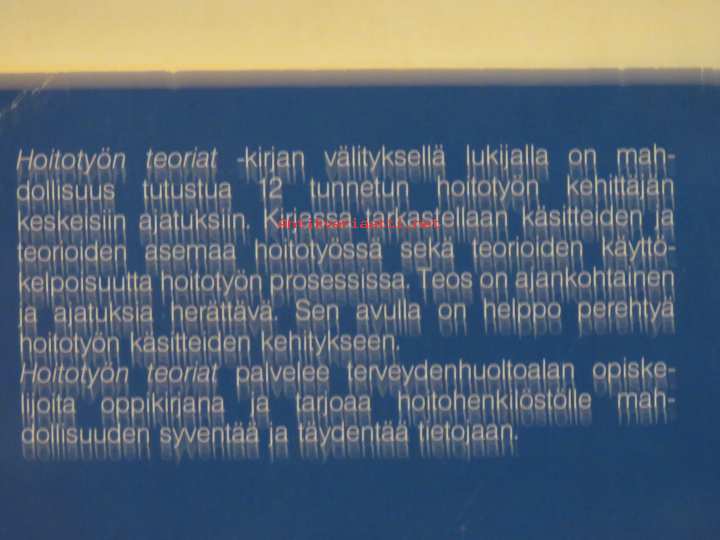 Hoitotyön teoriat -kirjan välityksellä lukijalla on mah-
dollisuus tutustua 12 tunnetun hoitotyön kehittäjän
keskeisiin ajatuksiin. Kirjassa tarkastellaan käsitteiden ja
teorioiden asemaa hoitotyössä sekä teorioiden käyttö-
kelpoisuutta hoitotyön prosessissa. Teos on ajankohtainen
ja ajatuksia herättävä. Sen avulla on helppo perehtyä
hoitotyön käsitteiden kehitykseen.
Hoitotyön teoriat palvelee terveydenhuoltoalan opiske-
lijoita oppikirjana ja tarjoaa hoitohenkilöstölle mah-
dollisuuden syventää ja täydentää tietojaan.